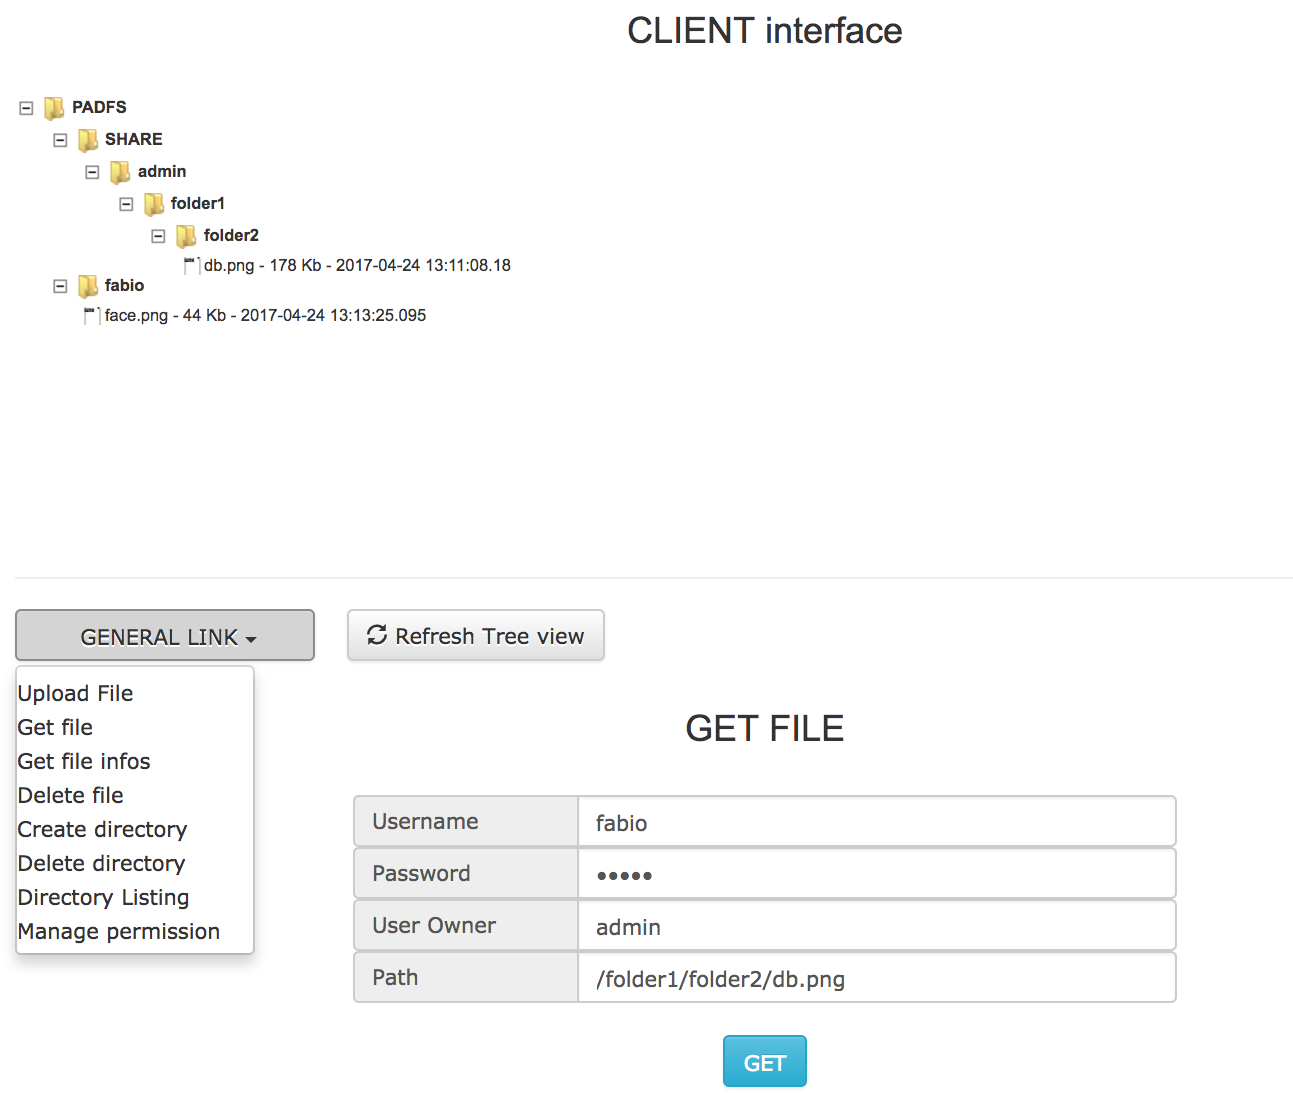 CLIENT interface
PADFS
SHARE
admin
folder1
folder2
db.png - 178 Kb - 2017-04-24 13:11:08.18
fabio
face.png - 44 Kb - 2017-04-24 13:13:25.095
GENERAL LINK
Refresh Tree view
Upload File
Get file
Get file infos
Delete file
Create directory
Delete directory
Directory Listing
Manage permission
GET FILE
Username fabio
Password •••••
User Owner admin
Path /folder1/folder2/db.png
GET